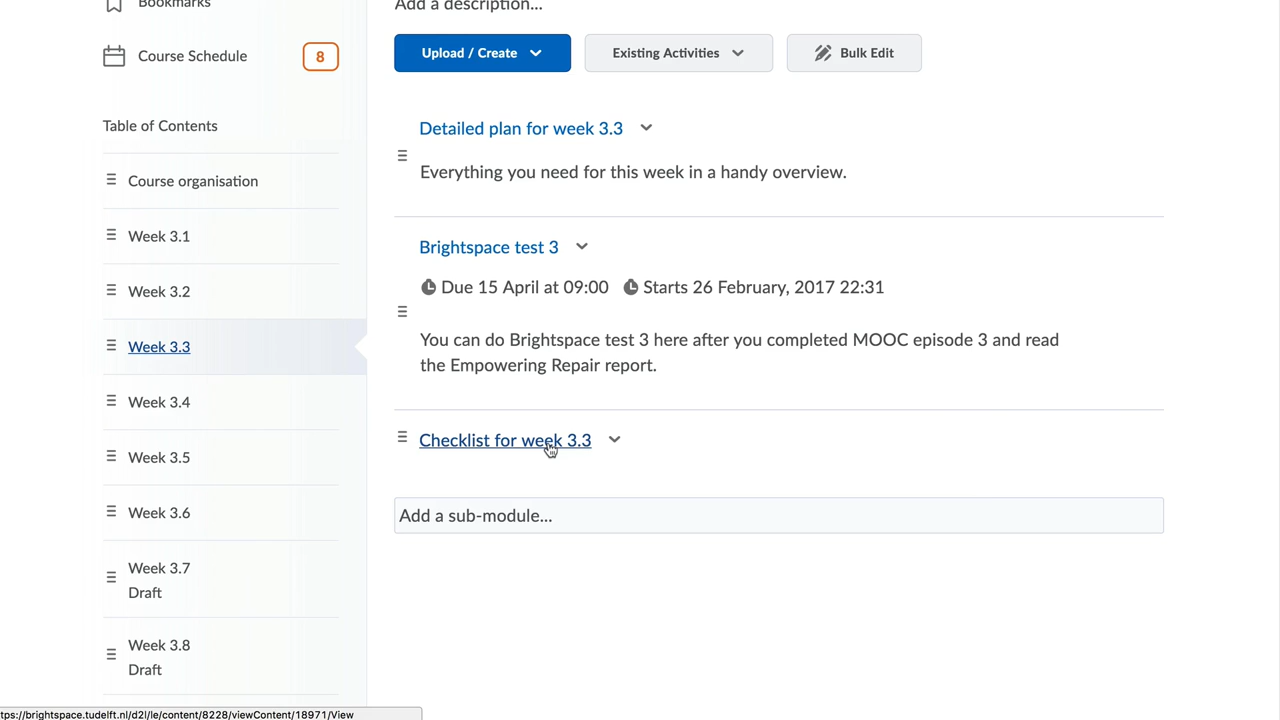 Bookmarks
Course Schedule
8
Table of Contents
Course organisation
Week 3.1
Week 3.2
Week 3.3
Week 3.4
Week 3.5
Week 3.6
Week 3.7
Draft
Week 3.8
Draft
Add a description...
Upload / Create
Existing Activities
Bulk Edit
Detailed plan for week 3.3
Everything you need for this week in a handy overview.
Brightspace test 3
Due 15 April at 09:00 Starts 26 February, 2017 22:31
You can do Brightspace test 3 here after you completed MOOC episode 3 and read
the Empowering Repair report.
Checklist for week 3.3
Add a sub-module...
tps://brightspace.tudelft.nl/d2l/le/content/8228/viewContent/18971/View